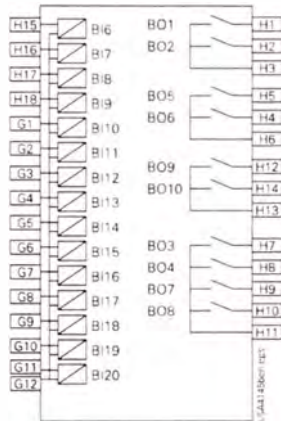 H15 BI6 BO1 H1
H16 BI7 BO2 H2
H17 BI8 H3
H18 BI9
G1 BI10 BO5 H5
G2 BI11 BO6 H4
G3 BI12 H6
G4 BI13 BO9 H12
G5 BI14 BO10 H14
G6 BI15 H13
G7 BI16 BO3 H7
G8 BI17 BO4 H8
G9 BI18 BO7 H9
G10 BI19 BO8 H10
G11 BI20 H11
G12